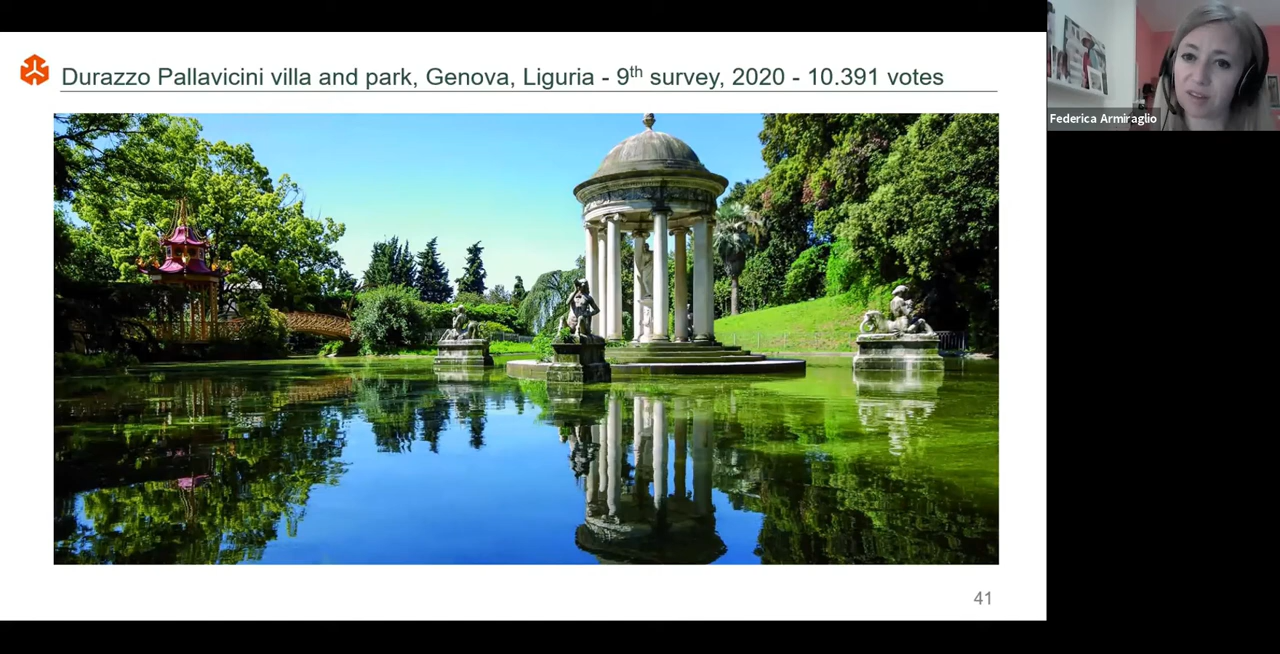 Durazzo Pallavicini villa and park, Genova, Liguria - 9th survey, 2020 - 10.391 votes
Federica Armiraglio
41